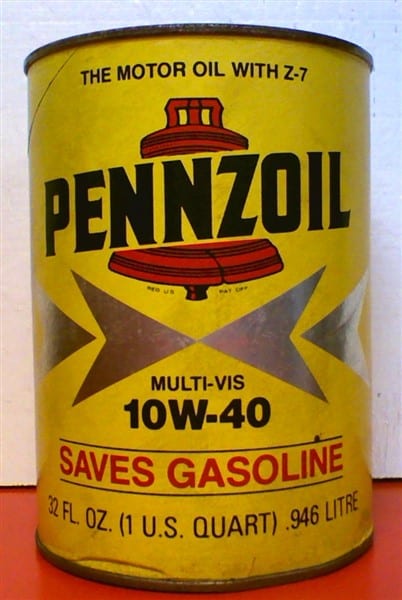 THE MOTOR OIL WITH Z-7
PENNZOIL
REG U.S. PAT OFF
MULTI-VIS
10W-40
SAVES GASOLINE
32 FL. OZ. (1 U.S. QUART) .946 LITRE